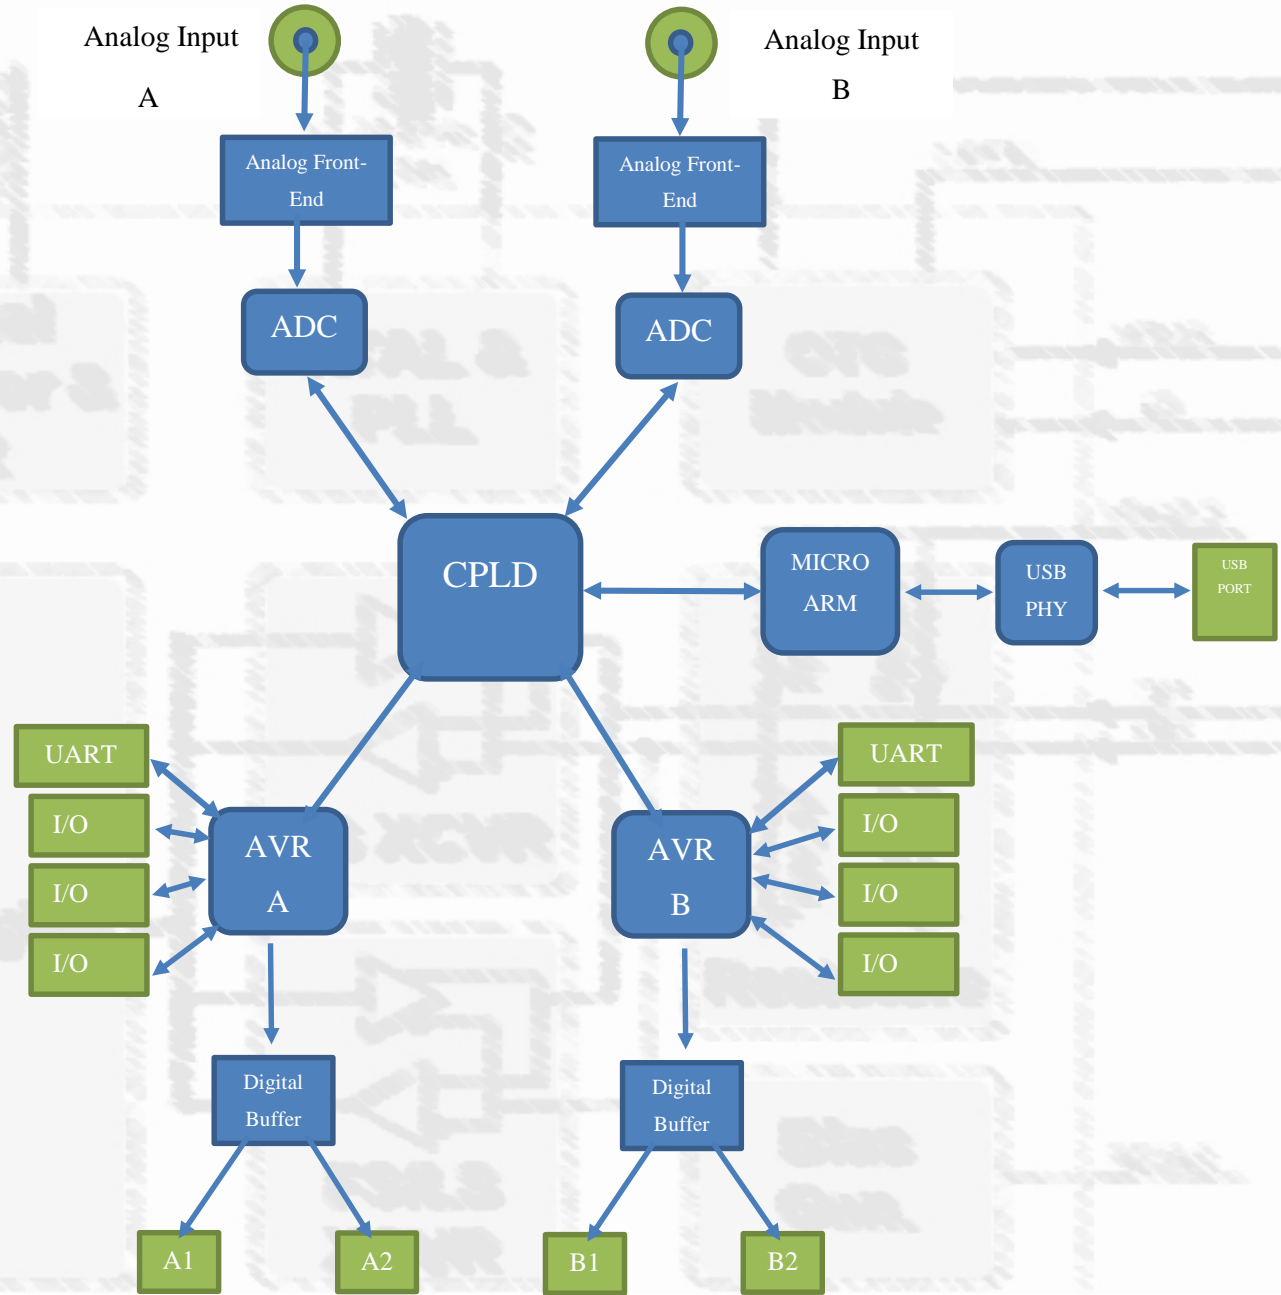 Analog Input
A
Analog Input
B
Analog Front-
End
Analog Front-
End
ADC
ADC
CPLD
MICRO
ARM
USB
PHY
USB
PORT
UART
I/O
I/O
I/O
AVR
A
AVR
B
UART
I/O
I/O
I/O
Digital
Buffer
Digital
Buffer
A1
A2
B1
B2